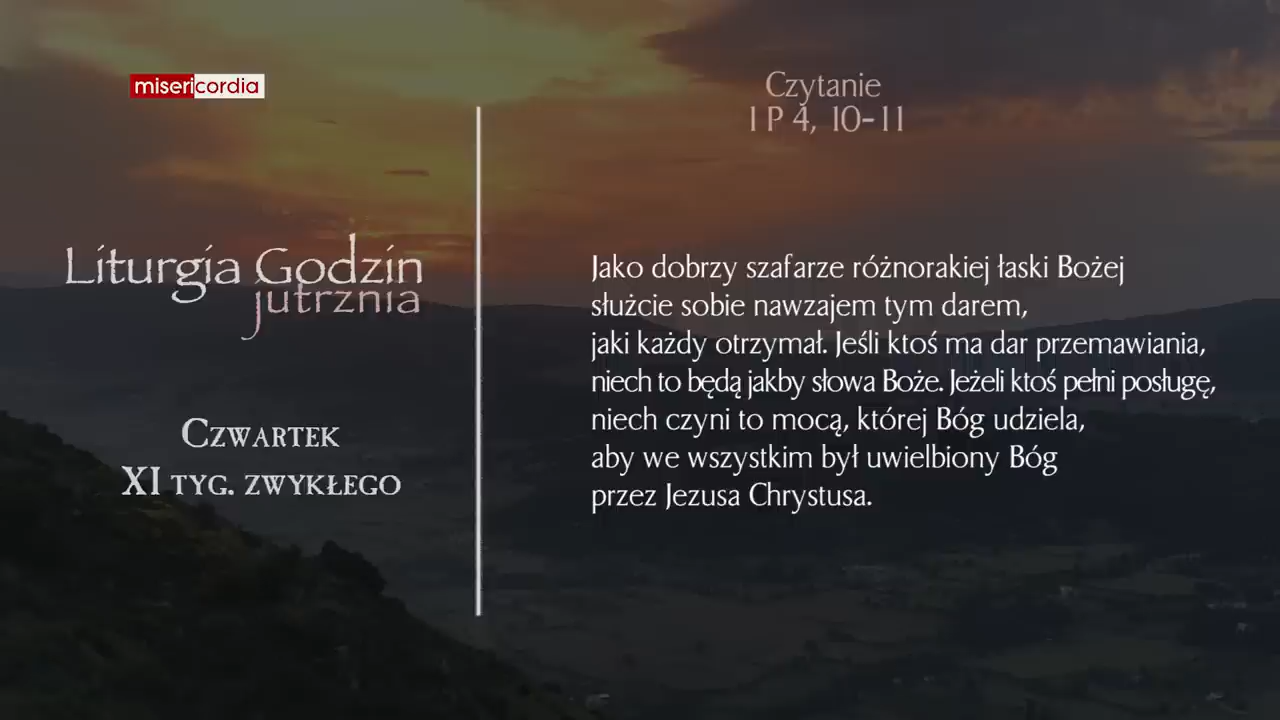 misericordia
Liturgia Godzin
jutrznia
Czwartek
XI tyg. zwykłego
Czytanie
1 P 4, 10-11
Jako dobrzy szafarze różnorakiej łaski Bożej
służcie sobie nawzajem tym darem,
jaki każdy otrzymał. Jeśli ktoś ma dar przemawiania,
niech to będą jakby słowa Boże. Jeżeli ktoś pełni posługę,
niech czyni to mocą, której Bóg udziela,
aby we wszystkim był uwielbiony Bóg
przez Jezusa Chrystusa.